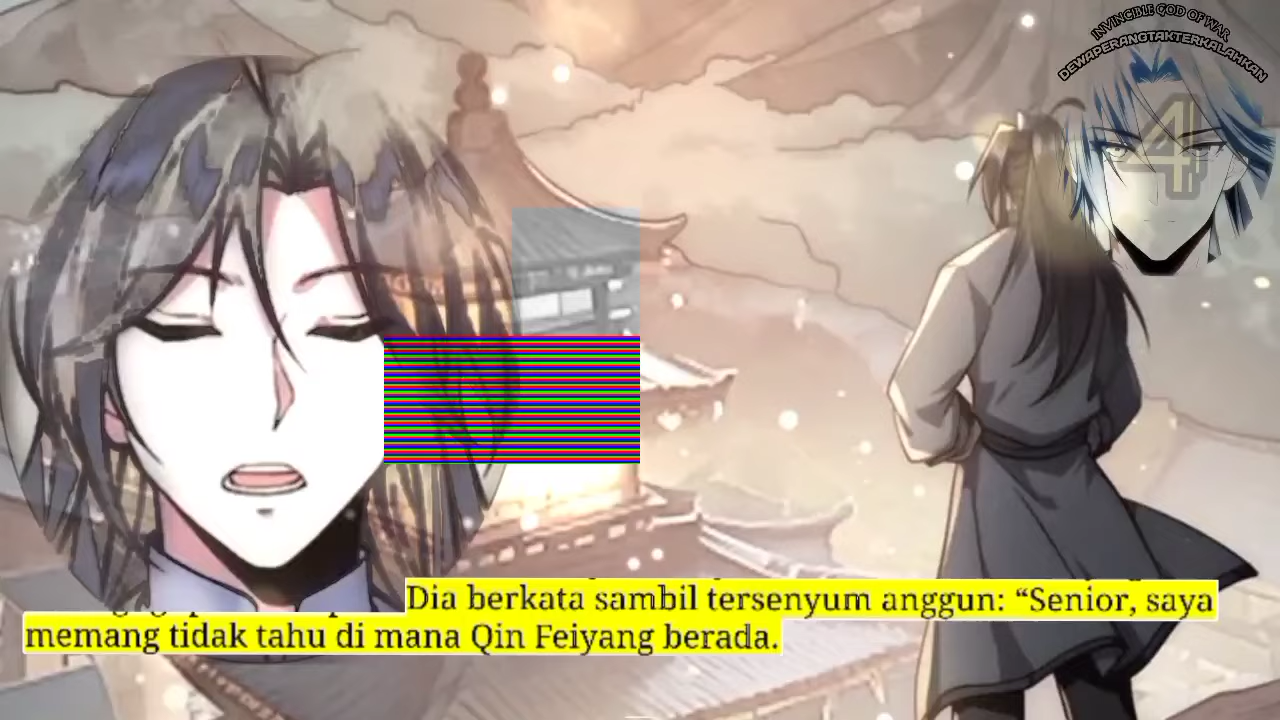 INVINCIBLE GOD OF WAR
DEWAPERANGTAKTERKALAHKAN
4
Dia berkata sambil tersenyum anggun: “Senior, saya
memang tidak tahu di mana Qin Feiyang berada.